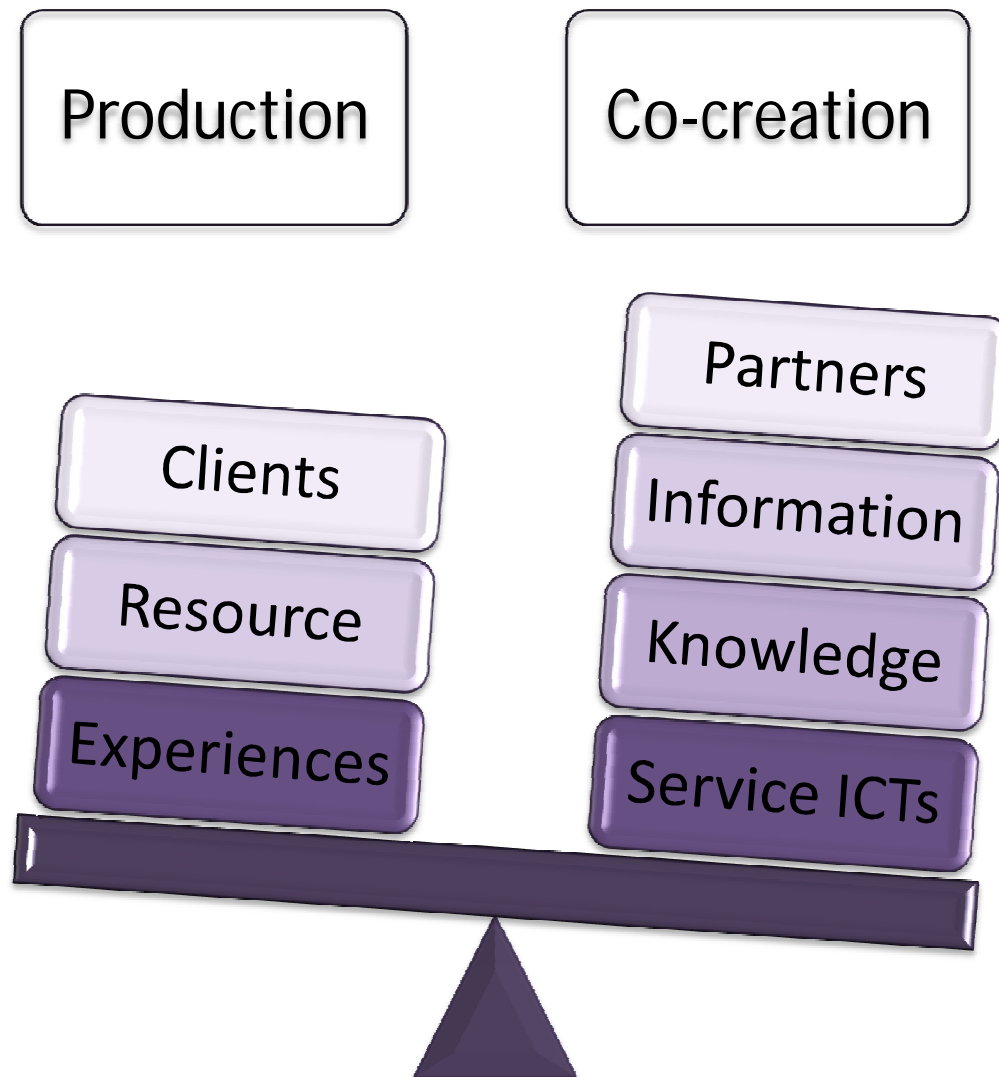 Production
Co-creation
Clients
Resource
Experiences
Partners
Information
Knowledge
Service ICTs